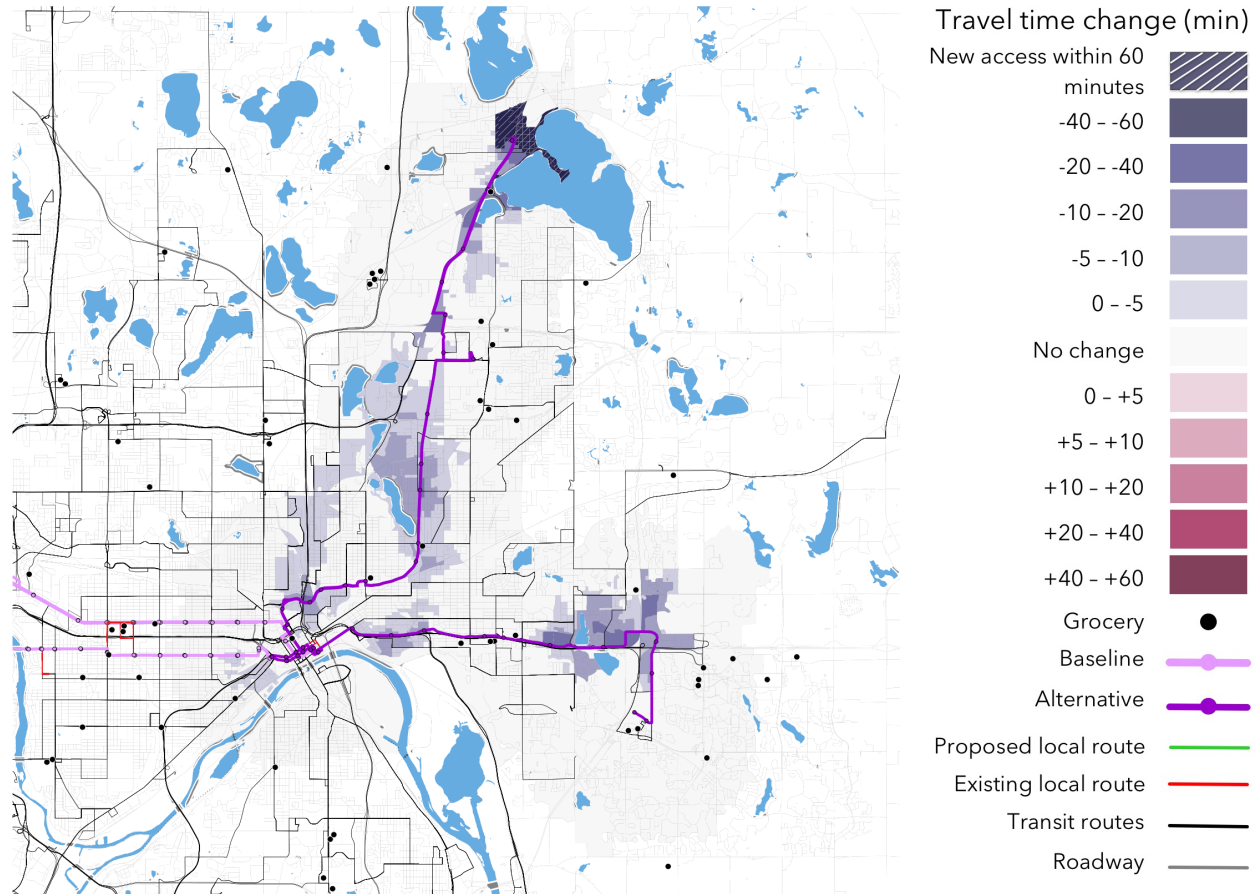 Travel time change (min)
New access within 60
minutes
-40 – -60
-20 – -40
-10 – -20
-5 – -10
0 – -5
No change
0 – +5
+5 – +10
+10 – +20
+20 – +40
+40 – +60
Grocery
Baseline
Alternative
Proposed local route
Existing local route
Transit routes
Roadway